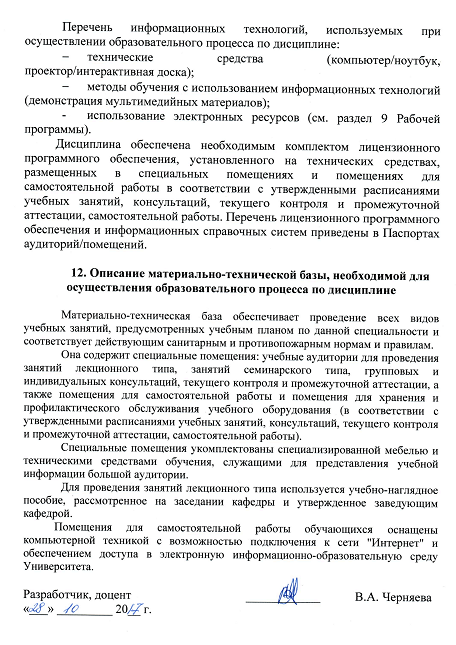 Перечень информационных технологий, используемых при
осуществлении образовательного процесса по дисциплине:
– технические средства (компьютер/ноутбук,
проектор/интерактивная доска);
– методы обучения с использованием информационных технологий
(демонстрация мультимедийных материалов);
- использование электронных ресурсов (см. раздел 9 Рабочей
программы).
Дисциплина обеспечена необходимым комплектом лицензионного
программного обеспечения, установленного на технических средствах,
размещенных в специальных помещениях и помещениях для
самостоятельной работы в соответствии с утвержденными расписаниями
учебных занятий, консультаций, текущего контроля и промежуточной
аттестации, самостоятельной работы. Перечень лицензионного программного
обеспечения и информационных справочных систем приведены в Паспортах
аудиторий/помещений.
12. Описание материально-технической базы, необходимой для
осуществления образовательного процесса по дисциплине
Материально-техническая база обеспечивает проведение всех видов
учебных занятий, предусмотренных учебным планом по данной специальности и
соответствует действующим санитарным и противопожарным нормам и правилам.
Она содержит специальные помещения: учебные аудитории для проведения
занятий лекционного типа, занятий семинарского типа, групповых и
индивидуальных консультаций, текущего контроля и промежуточной аттестации, а
также помещения для самостоятельной работы и помещения для хранения и
профилактического обслуживания учебного оборудования (в соответствии с
утвержденными расписаниями учебных занятий, консультаций, текущего контроля
и промежуточной аттестации, самостоятельной работы).
Специальные помещения укомплектованы специализированной мебелью и
техническими средствами обучения, служащими для представления учебной
информации большой аудитории.
Для проведения занятий лекционного типа используется учебно-наглядное
пособие, рассмотренное на заседании кафедры и утвержденное заведующим
кафедрой.
Помещения для самостоятельной работы обучающихся оснащены
компьютерной техникой с возможностью подключения к сети "Интернет" и
обеспечением доступа в электронную информационно-образовательную среду
Университета.
Разработчик, доцент В.А. Черняева
«28» 10 2017 г.